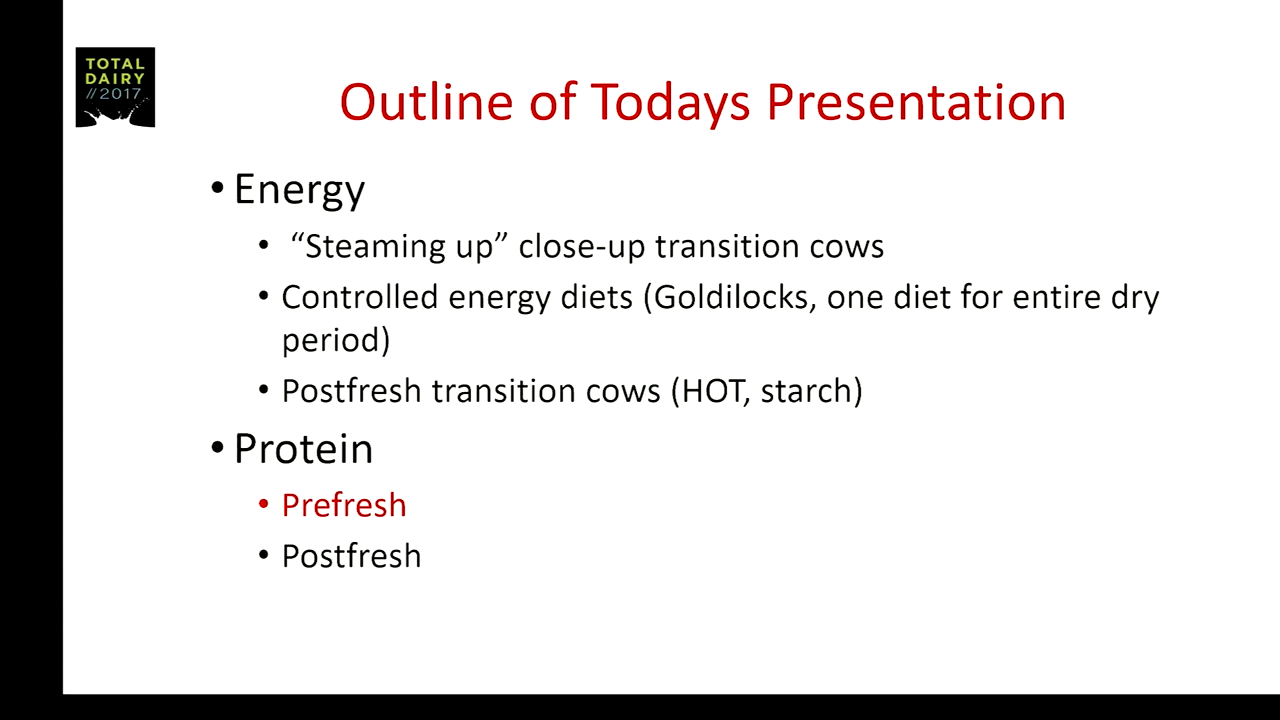 TOTAL
DAIRY
//2017
Outline of Todays Presentation
• Energy
• “Steaming up” close-up transition cows
• Controlled energy diets (Goldilocks, one diet for entire dry
period)
• Postfresh transition cows (HOT, starch)
• Protein
• Prefresh
• Postfresh